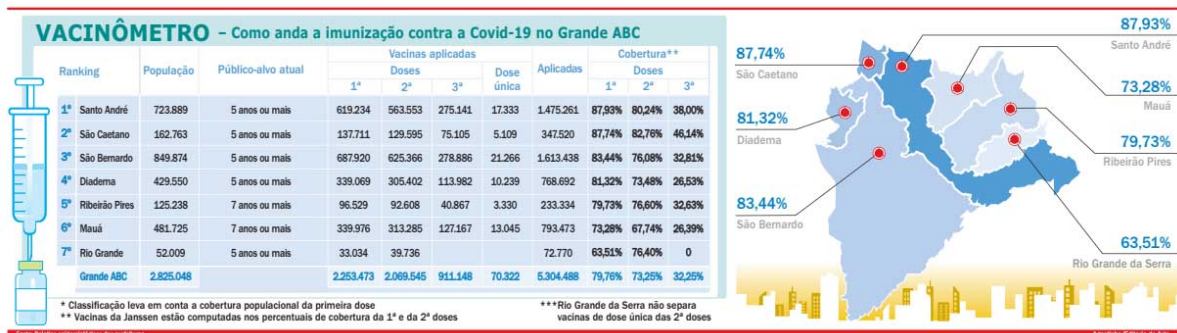 VACINÔMETRO – Como anda a imunização contra a Covid-19 no Grande ABC
Ranking População Público-alvo atual Vacinas aplicadas Aplicadas Cobertura**
Doses Dose única Doses
1ª 2ª 3ª 1ª 2ª 3ª
1º Santo André 723.889 5 anos ou mais 619.234 563.553 275.141 17.333 1.475.261 87,93% 80,24% 38,00%
2º São Caetano 162.763 5 anos ou mais 137.711 129.595 75.105 5.109 347.520 87,74% 82,76% 46,14%
3º São Bernardo 849.874 5 anos ou mais 687.920 625.366 278.886 21.266 1.613.438 83,44% 76,08% 32,81%
4º Diadema 429.550 5 anos ou mais 339.069 305.402 113.982 10.239 768.692 81,32% 73,48% 26,53%
5º Ribeirão Pires 125.238 7 anos ou mais 96.529 92.608 40.867 3.330 233.334 79,73% 76,60% 32,63%
6º Mauá 481.725 7 anos ou mais 339.976 313.285 127.167 13.045 793.473 73,28% 67,74% 26,39%
7º Rio Grande 52.009 5 anos ou mais 33.034 39.736 72.770 63,51% 76,40% 0
Grande ABC 2.825.048 2.253.473 2.069.545 911.148 70.322 5.304.488 79,76% 73,25% 32,25%
* Classificação leva em conta a cobertura populacional da primeira dose
** Vacinas da Janssen estão computadas nos percentuais de cobertura da 1ª e da 2ª doses
***Rio Grande da Serra não separa
vacinas de dose única das 2ª doses
87,93%
Santo André
87,74%
São Caetano
73,28%
Mauá
81,32%
Diadema
79,73%
Ribeirão Pires
83,44%
São Bernardo
63,51%
Rio Grande da Serra